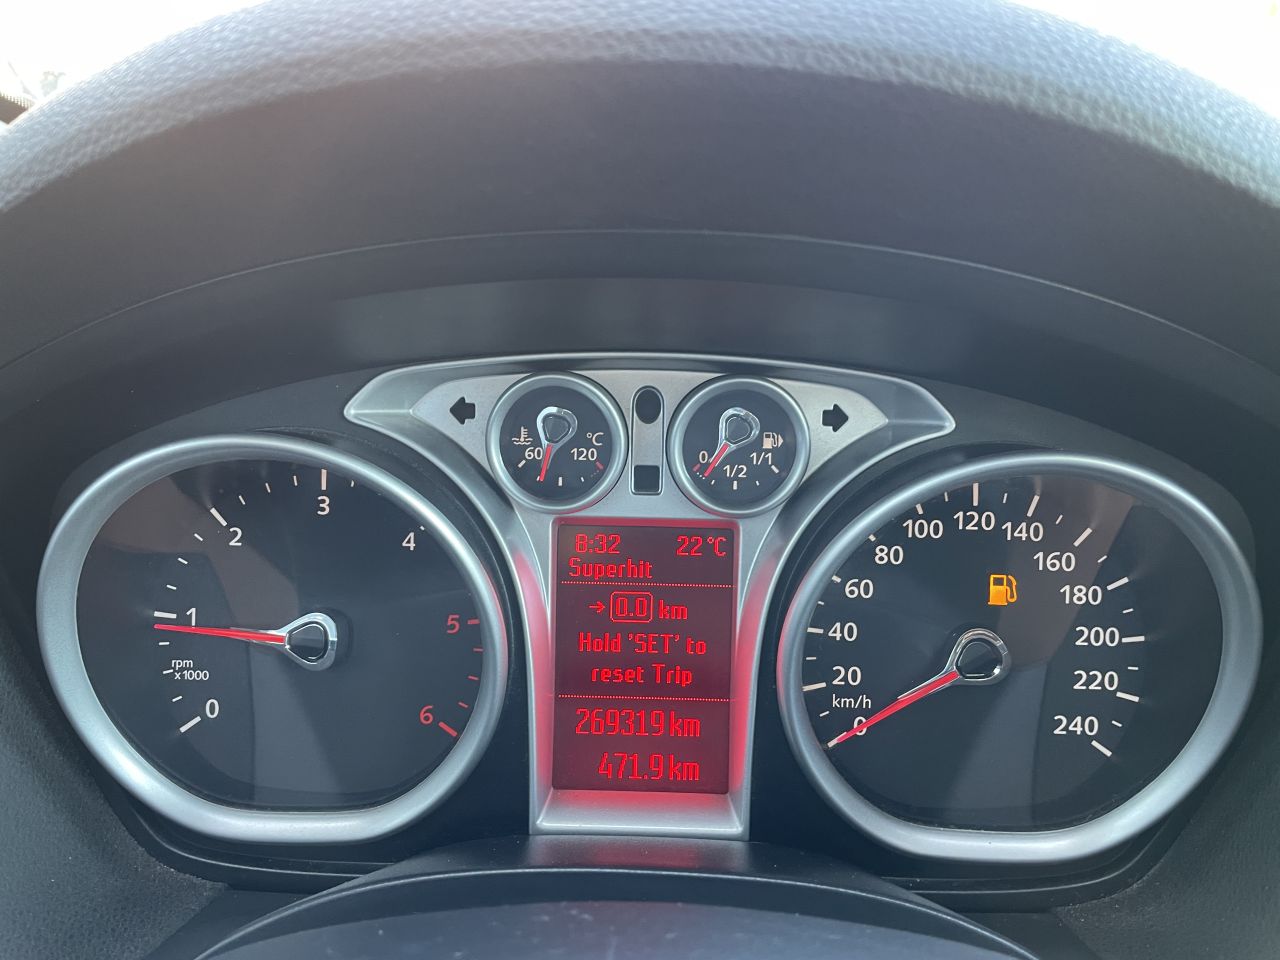 60
120
°C
0
1/2
1/1
0
1
2
3
4
5
6
rpm
x1000
8:32 22°C
Superhit
→ 0.0 km
Hold 'SET' to
reset Trip
269319 km
471.9 km
0
20
40
60
80
100
120
140
160
180
200
220
240
km/h